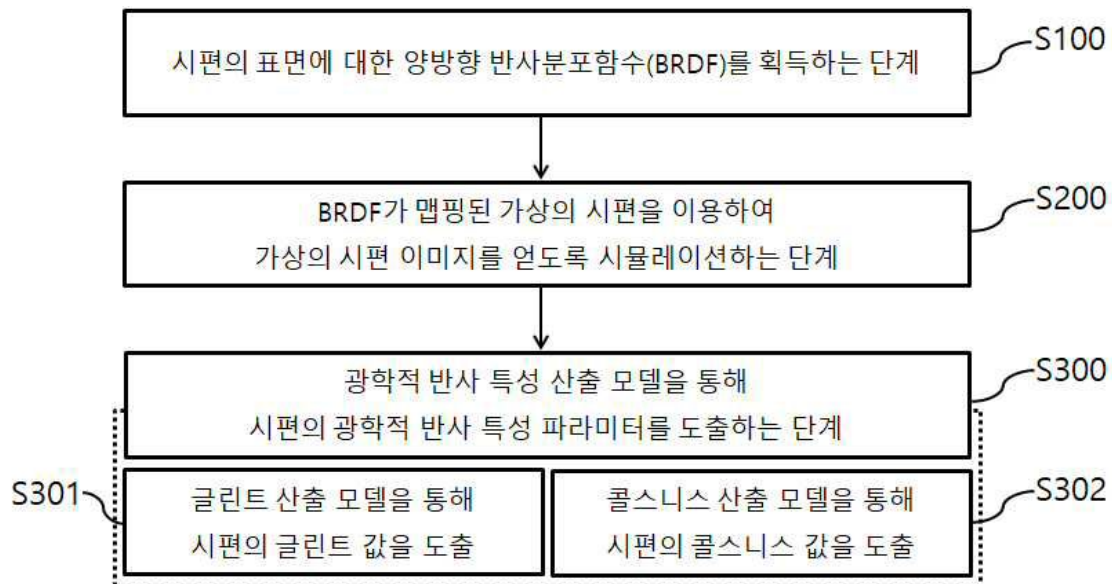 시편의 표면에 대한 양방향 반사분포함수(BRDF)를 획득하는 단계
S100
BRDF가 맵핑된 가상의 시편을 이용하여
가상의 시편 이미지를 얻도록 시뮬레이션하는 단계
S200
광학적 반사 특성 산출 모델을 통해
시편의 광학적 반사 특성 파라미터를 도출하는 단계
S300
S301
글린트 산출 모델을 통해
시편의 글린트 값을 도출
콜스니스 산출 모델을 통해
시편의 콜스니스 값을 도출
S302